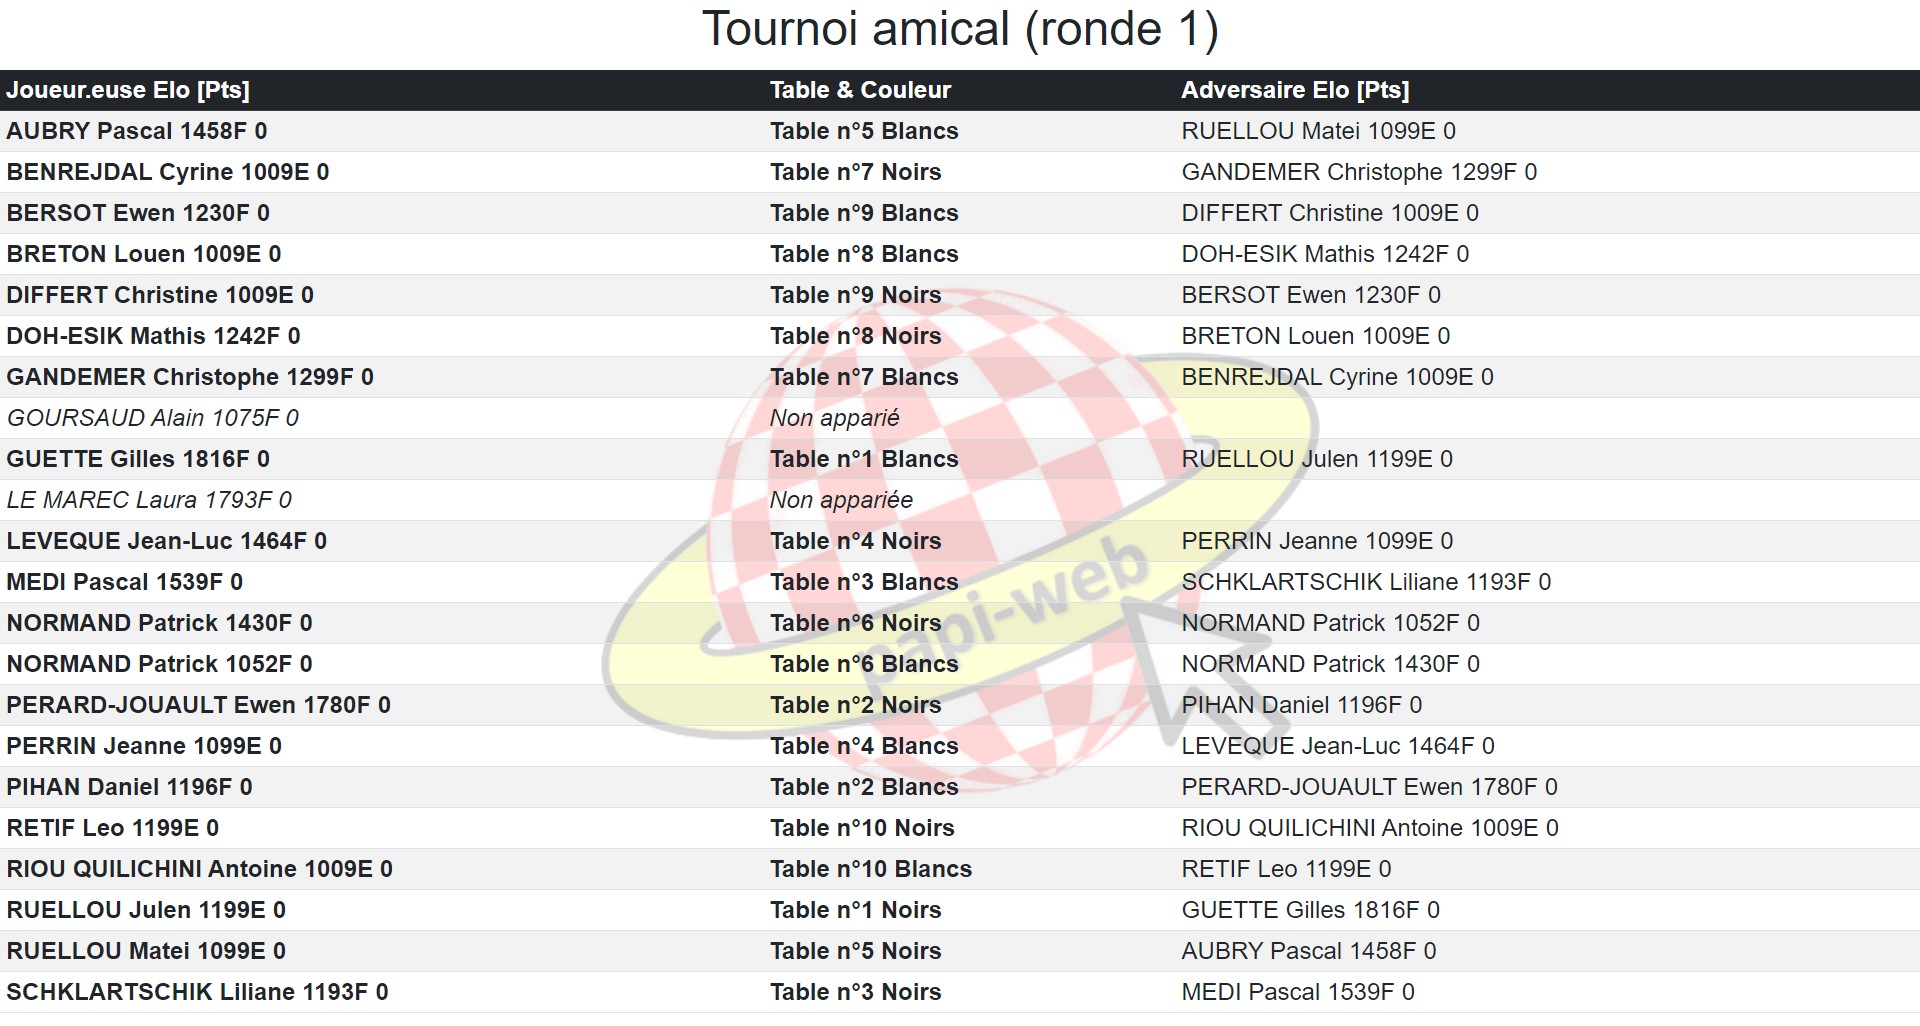 Tournoi amical (ronde 1)
Joueur.euse Elo [Pts] Table & Couleur Adversaire Elo [Pts]
AUBRY Pascal 1458F 0 Table n°5 Blancs RUELLOU Matei 1099E 0
BENREJDAL Cyrine 1009E 0 Table n°7 Noirs GANDEMER Christophe 1299F 0
BERSOT Ewen 1230F 0 Table n°9 Blancs DIFFERT Christine 1009E 0
BRETON Louen 1009E 0 Table n°8 Blancs DOH-ESIK Mathis 1242F 0
DIFFERT Christine 1009E 0 Table n°9 Noirs BERSOT Ewen 1230F 0
DOH-ESIK Mathis 1242F 0 Table n°8 Noirs BRETON Louen 1009E 0
GANDEMER Christophe 1299F 0 Table n°7 Blancs BENREJDAL Cyrine 1009E 0
GOURSAUD Alain 1075F 0 Non apparié
GUETTE Gilles 1816F 0 Table n°1 Blancs RUELLOU Julen 1199E 0
LE MAREC Laura 1793F 0 Non appariée
LEVEQUE Jean-Luc 1464F 0 Table n°4 Noirs PERRIN Jeanne 1099E 0
MEDI Pascal 1539F 0 Table n°3 Blancs SCHKLARTSCHIK Liliane 1193F 0
NORMAND Patrick 1430F 0 Table n°6 Noirs NORMAND Patrick 1052F 0
NORMAND Patrick 1052F 0 Table n°6 Blancs NORMAND Patrick 1430F 0
PERARD-JOUAULT Ewen 1780F 0 Table n°2 Noirs PIHAN Daniel 1196F 0
PERRIN Jeanne 1099E 0 Table n°4 Blancs LEVEQUE Jean-Luc 1464F 0
PIHAN Daniel 1196F 0 Table n°2 Blancs PERARD-JOUAULT Ewen 1780F 0
RETIF Leo 1199E 0 Table n°10 Noirs RIOU QUILICHINI Antoine 1009E 0
RIOU QUILICHINI Antoine 1009E 0 Table n°10 Blancs RETIF Leo 1199E 0
RUELLOU Julen 1199E 0 Table n°1 Noirs GUETTE Gilles 1816F 0
RUELLOU Matei 1099E 0 Table n°5 Noirs AUBRY Pascal 1458F 0
SCHKLARTSCHIK Liliane 1193F 0 Table n°3 Noirs MEDI Pascal 1539F 0
papi-web